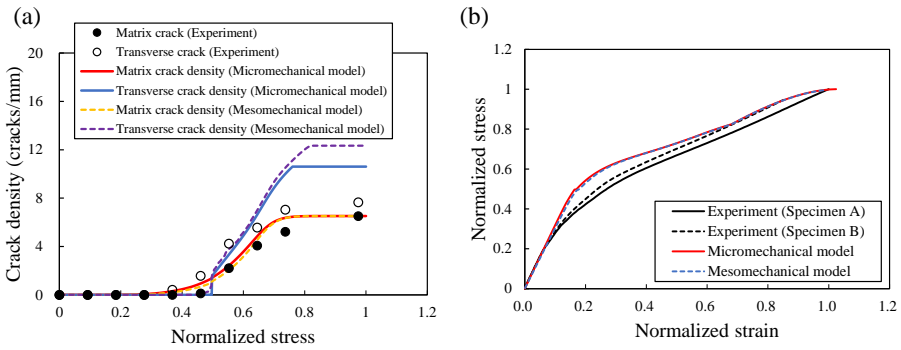 (a)
Crack density (cracks/mm)
20
16
12
8
4
0
Matrix crack (Experiment)
Transverse crack (Experiment)
Matrix crack density (Micromechanical model)
Transverse crack density (Micromechanical model)
Matrix crack density (Mesomechanical model)
Transverse crack density (Mesomechanical model)
0 0.2 0.4 0.6 0.8 1 1.2
Normalized stress
(b)
Normalized stress
1.2
1.0
0.8
0.6
0.4
0.2
0
Experiment (Specimen A)
Experiment (Specimen B)
Micromechanical model
Mesomechanical model
0.0 0.2 0.4 0.6 0.8 1.0 1.2
Normalized strain